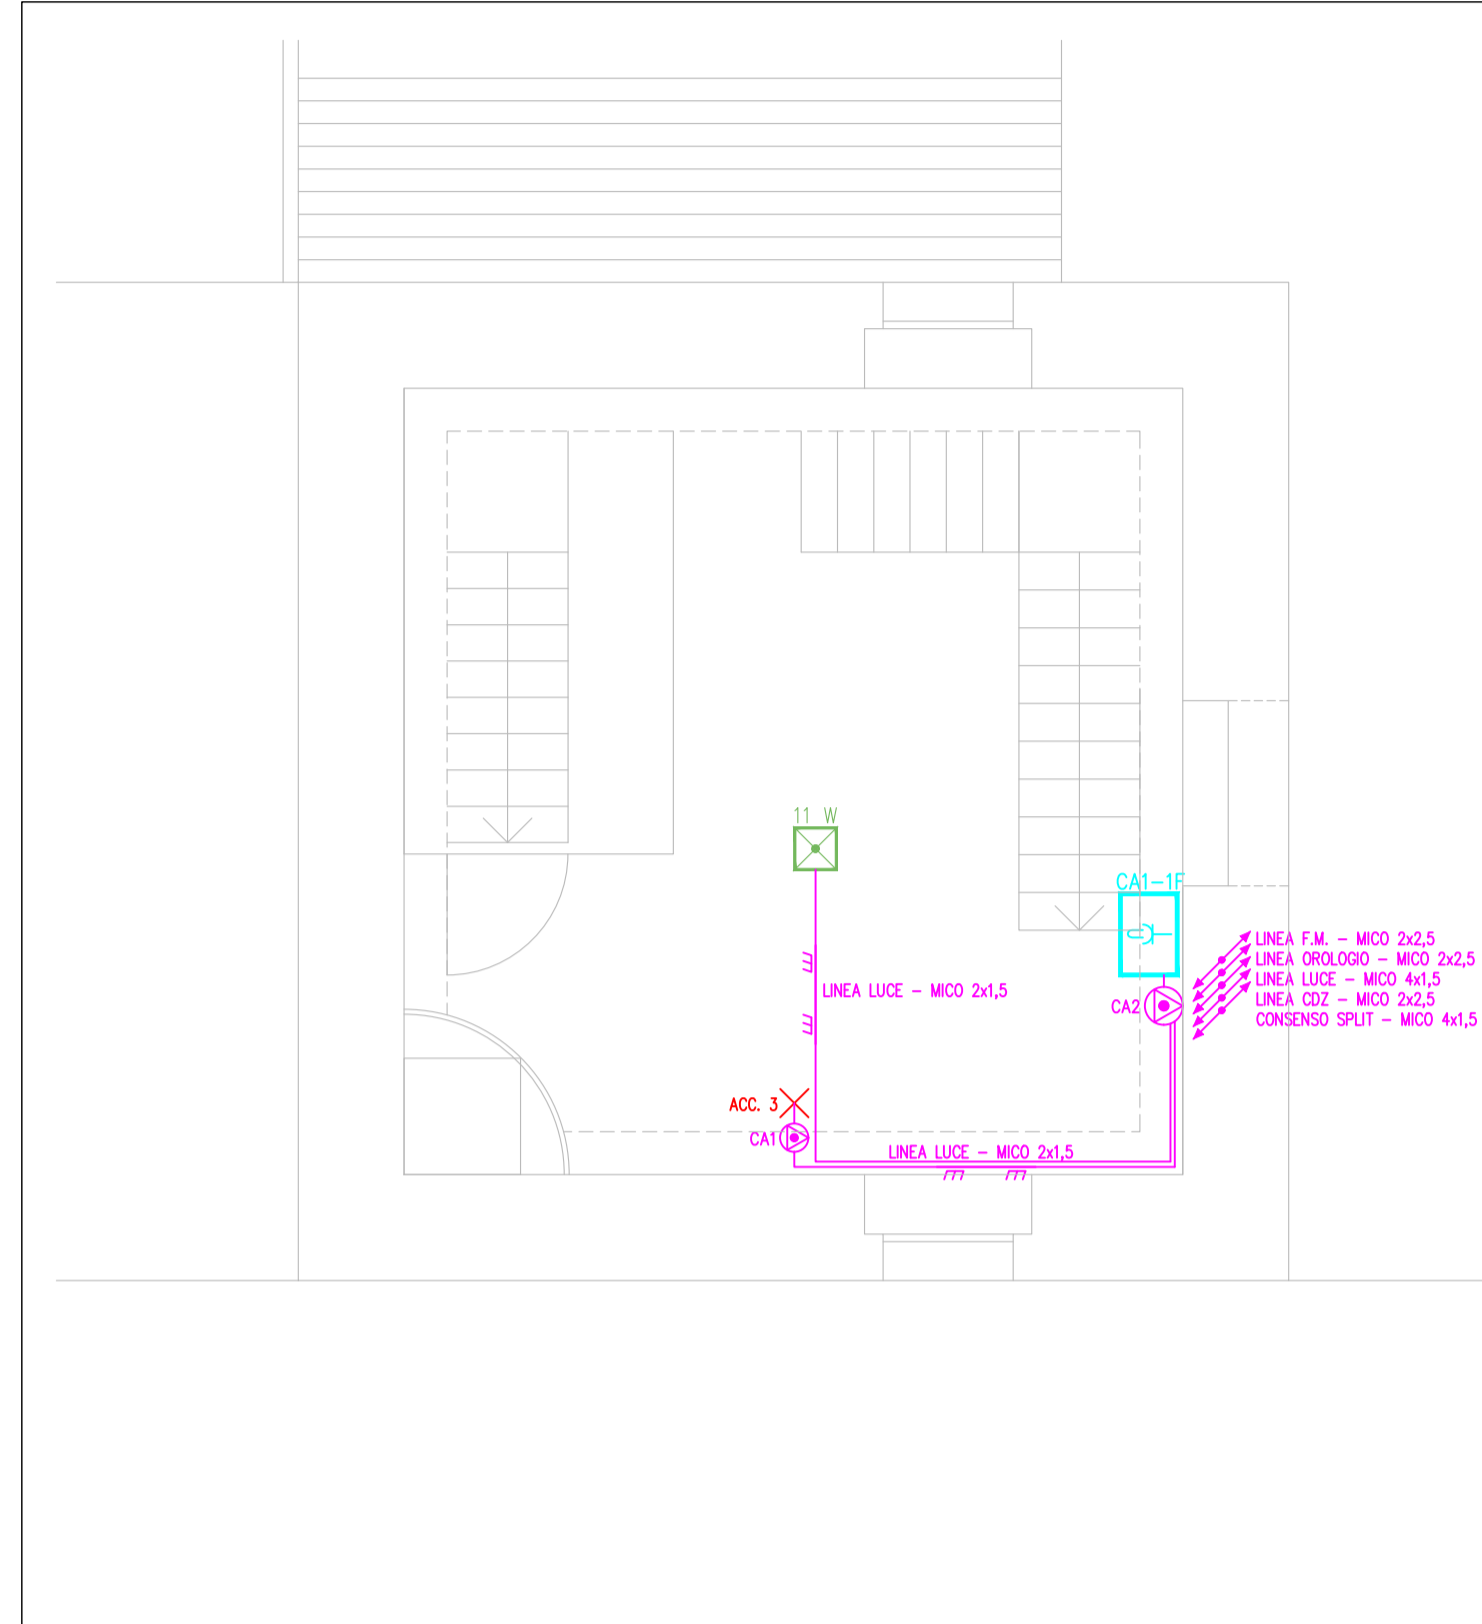 11 W
CA1-1F
LINEA F.M. - MICO 2x2,5
LINEA OROLOGIO - MICO 2x2,5
LINEA LUCE - MICO 4x1,5
LINEA CDZ - MICO 2x2,5
CONSENSO SPLIT - MICO 4x1,5
CA2
LINEA LUCE - MICO 2x1,5
ACC. 3
CA1
LINEA LUCE - MICO 2x1,5